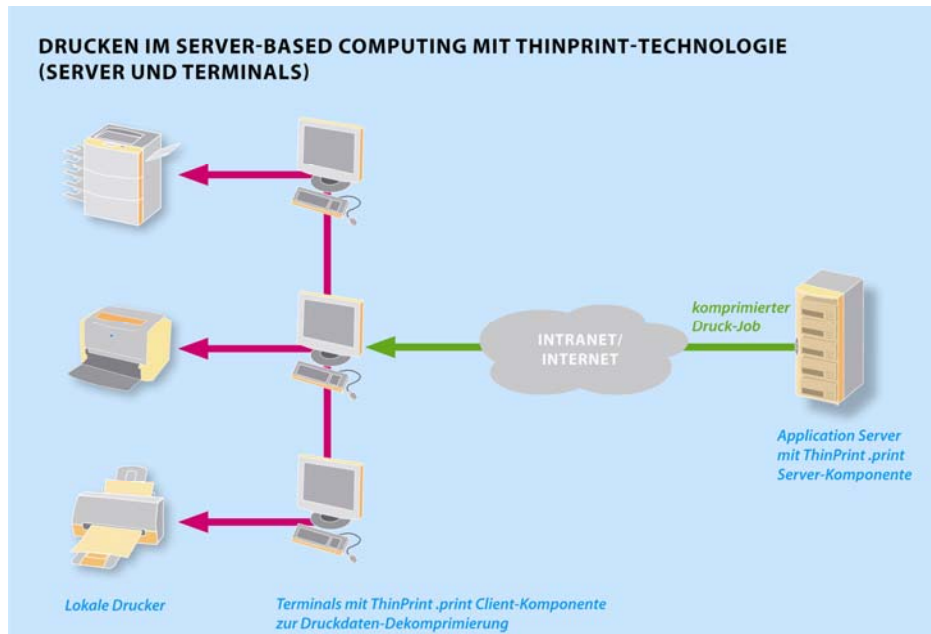 DRUCKEN IM SERVER-BASED COMPUTING MIT THINPRINT-TECHNOLOGIE
(SERVER UND TERMINALS)
komprimierter
Druck-Job
INTRANET/
INTERNET
Application Server
mit ThinPrint .print
Server-Komponente
Lokale Drucker
Terminals mit ThinPrint .print Client-Komponente
zur Druckdaten-Dekomprimierung